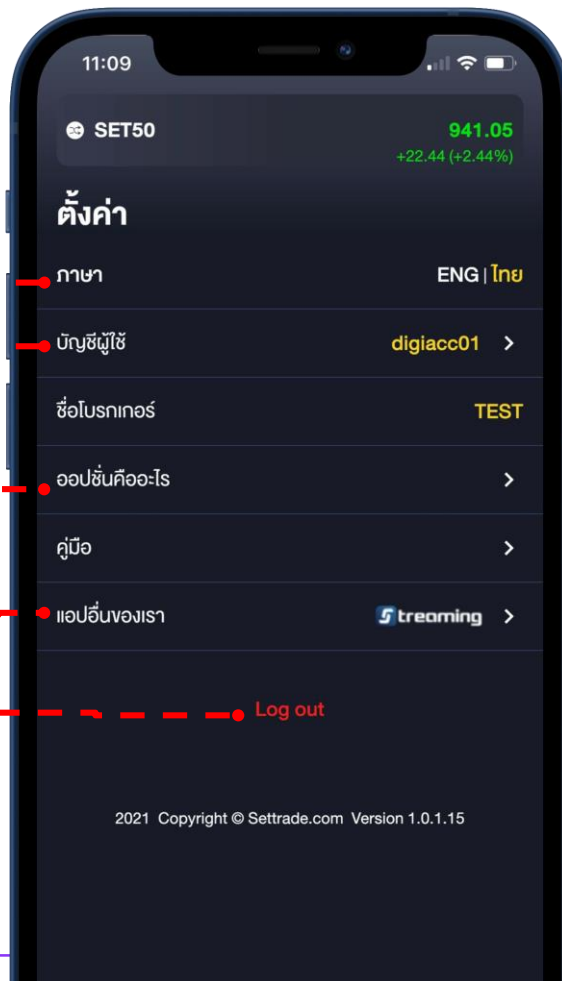 11:09
SET50 941.05
+22.44 (+2.44%)
ตั้งค่า
ภาษา ENG | ไทย
บัญชีผู้ใช้ digiacc01
ชื่อโบรกเกอร์ TEST
ออปชั่นคืออะไร
คู่มือ
แอปอื่นของเรา Streaming
Log out
2021 Copyright © Settrade.com Version 1.0.1.15